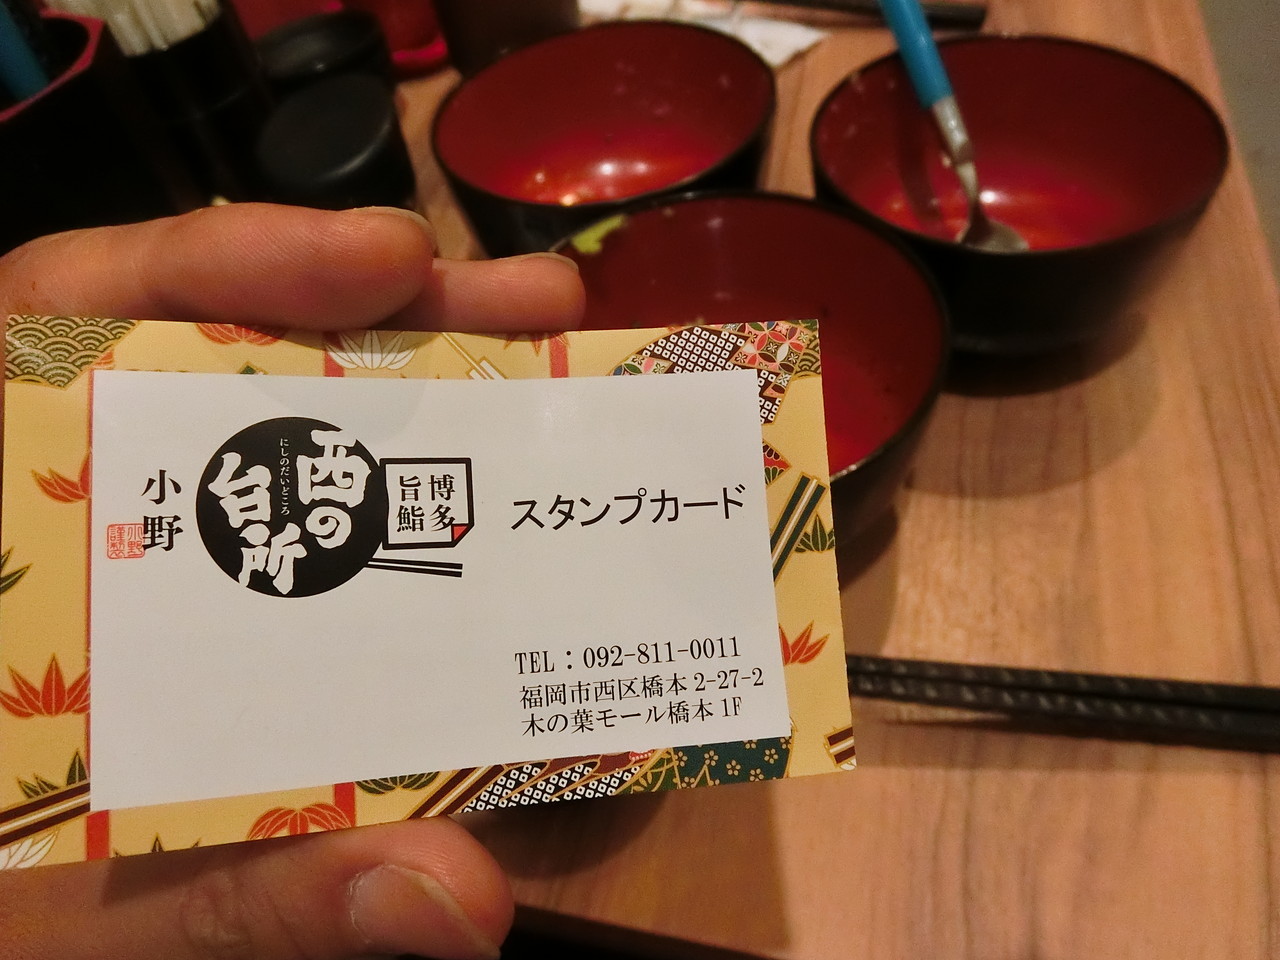 小野
西の台所
にしのだいどころ
博多
旨鮨
スタンプカード
TEL：092-811-0011
福岡市西区橋本 2-27-2
木の葉モール橋本 1F